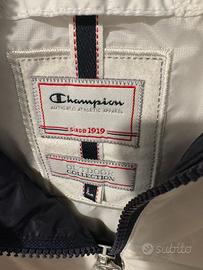 Champion
AUTHENTIC ATHLETIC APPAREL
SINCE 1919
OUTDOOR
COLLECTION
L
subito